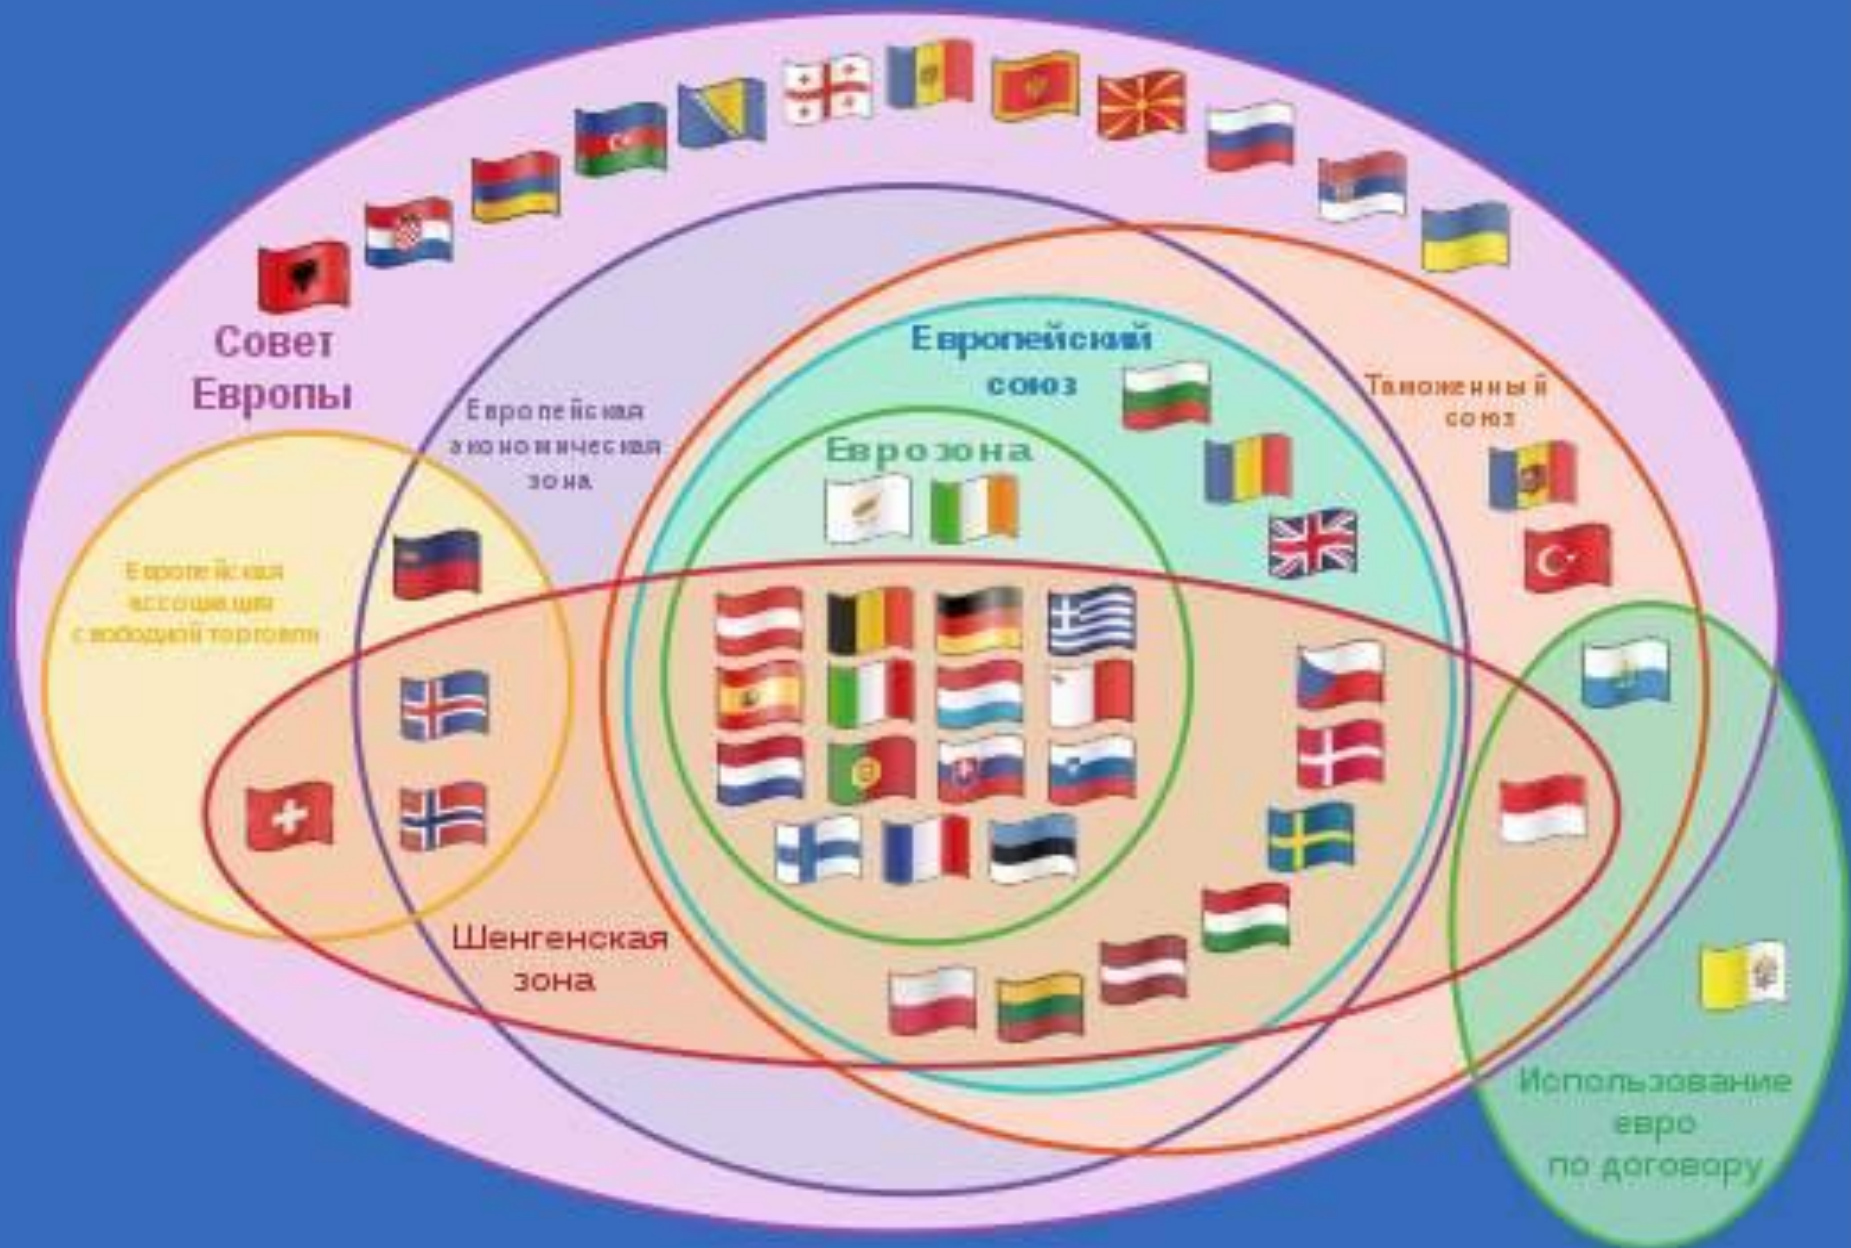 Совет
Европы
Европейская
экономическая
зона
Европейский
союз
Еврозона
Таможенный
союз
Европейская
ассоциация
свободной торговли
Шенгенская
зона
Использование
евро
по договору